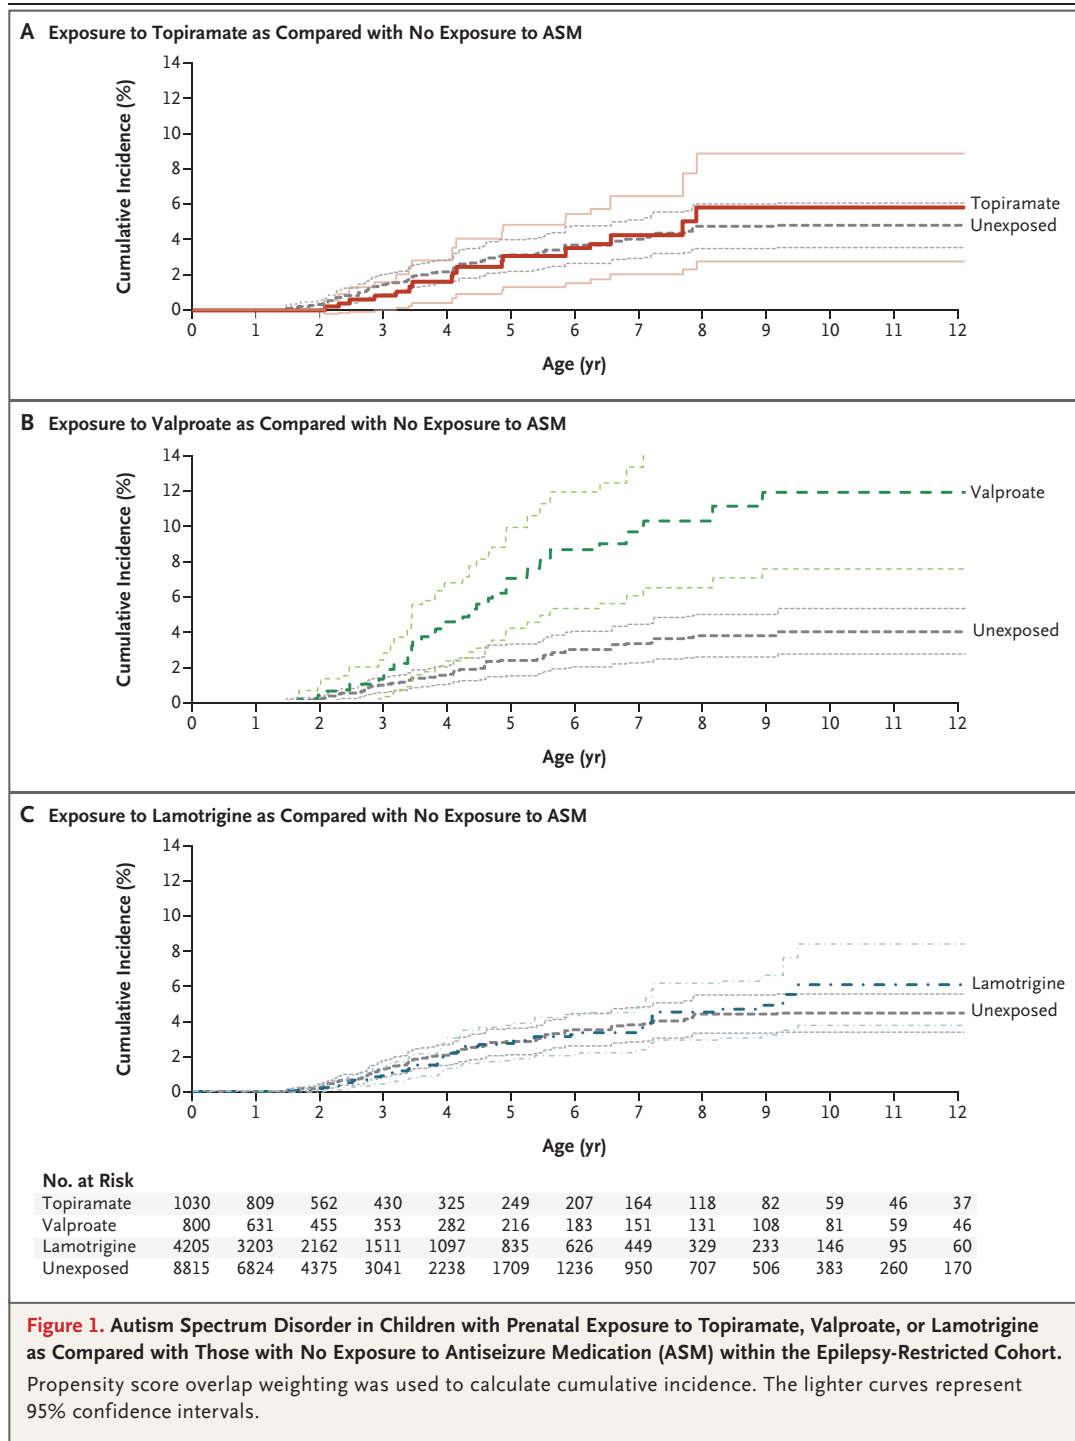 A Exposure to Topiramate as Compared with No Exposure to ASM
Cumulative Incidence (%)
14
12
10
8
6
4
2
0
Topiramate
Unexposed
0 1 2 3 4 5 6 7 8 9 10 11 12
Age (yr)
B Exposure to Valproate as Compared with No Exposure to ASM
Cumulative Incidence (%)
14
12
10
8
6
4
2
0
Valproate
Unexposed
0 1 2 3 4 5 6 7 8 9 10 11 12
Age (yr)
C Exposure to Lamotrigine as Compared with No Exposure to ASM
Cumulative Incidence (%)
14
12
10
8
6
4
2
0
Lamotrigine
Unexposed
0 1 2 3 4 5 6 7 8 9 10 11 12
Age (yr)
No. at Risk
Topiramate 1030 809 562 430 325 249 207 164 118 82 59 46 37
Valproate 800 631 455 353 282 216 183 151 131 108 81 59 46
Lamotrigine 4205 3203 2162 1511 1097 835 626 449 329 233 146 95 60
Unexposed 8815 6824 4375 3041 2238 1709 1236 950 707 506 383 260 170
Figure 1. Autism Spectrum Disorder in Children with Prenatal Exposure to Topiramate, Valproate, or Lamotrigine
as Compared with Those with No Exposure to Antiseizure Medication (ASM) within the Epilepsy-Restricted Cohort.
Propensity score overlap weighting was used to calculate cumulative incidence. The lighter curves represent
95% confidence intervals.